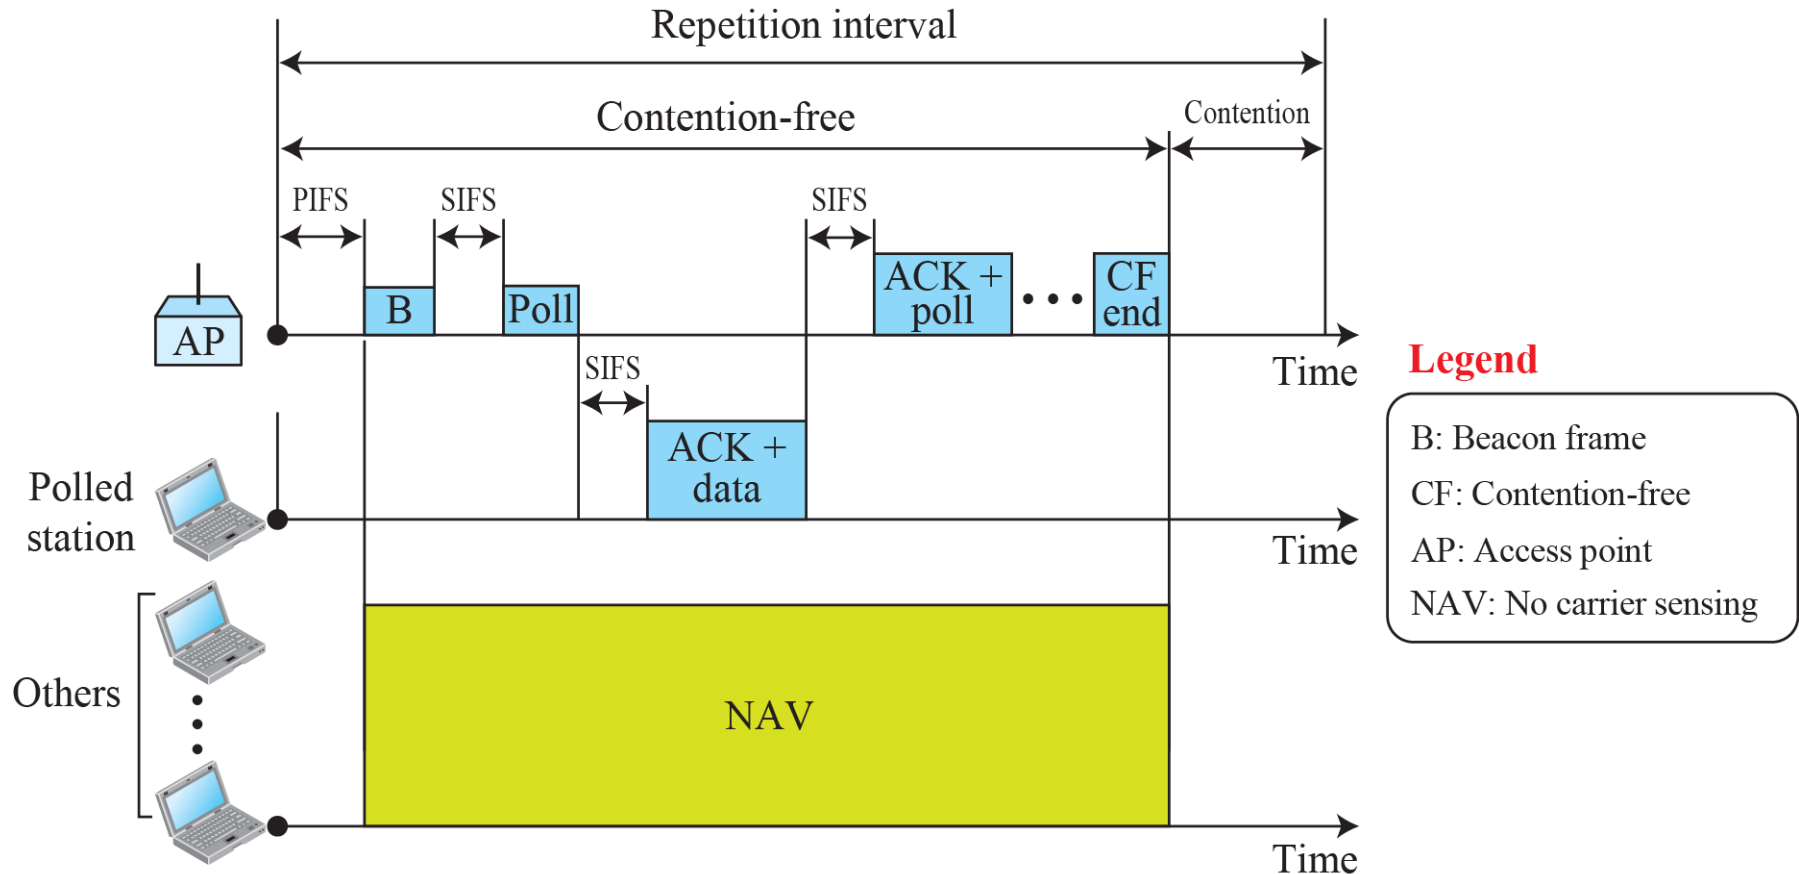 Repetition interval
Contention-free
Contention
PIFS
SIFS
SIFS
B
Poll
ACK +
poll
CF
end
AP
Time
SIFS
ACK +
data
Polled
station
Time
Others
NAV
Time
Legend
B: Beacon frame
CF: Contention-free
AP: Access point
NAV: No carrier sensing